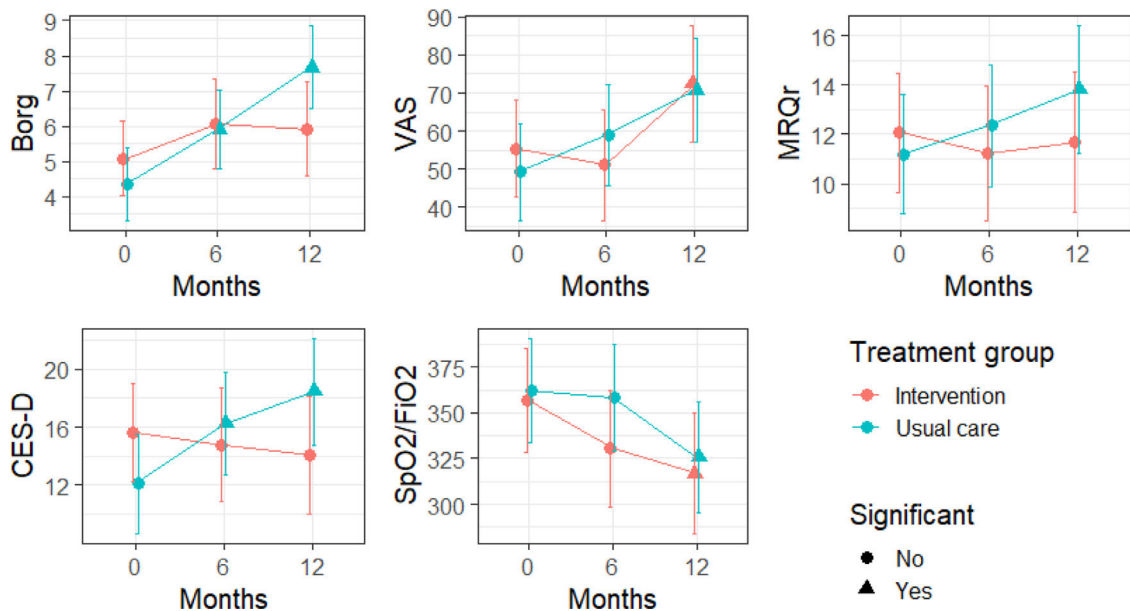 Borg
9
8
7
6
5
4
0 6 12
Months
VAS
90
80
70
60
50
40
0 6 12
Months
MRQr
16
14
12
10
0 6 12
Months
CES-D
20
16
12
0 6 12
Months
SpO2/FiO2
375
350
325
300
0 6 12
Months
Treatment group
Intervention
Usual care
Significant
No
Yes